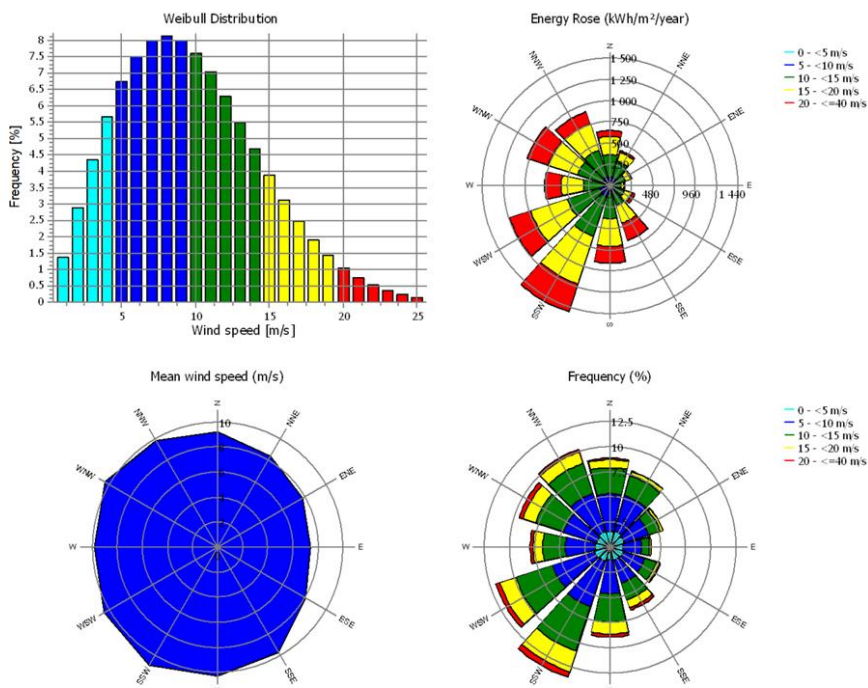 Weibull Distribution
Frequency [%]
8
7.5
7
6.5
6
5.5
5
4.5
4
3.5
3
2.5
2
1.5
1
0.5
0
5
10
15
20
25
Wind speed [m/s]
Energy Rose (kWh/m²/year)
N
NNW
NNE
WNW
ENE
W
E
WSW
ESE
SSW
SSE
S
1 500
1 250
1 000
750
500
480
960
1 440
0 - <5 m/s
5 - <10 m/s
10 - <15 m/s
15 - <20 m/s
20 - <=40 m/s
Mean wind speed (m/s)
N
NNW
NNE
WNW
ENE
W
E
WSW
ESE
SSW
SSE
10
Frequency (%)
N
NNW
NNE
WNW
ENE
W
E
WSW
ESE
SSW
SSE
12.5
10
0 - <5 m/s
5 - <10 m/s
10 - <15 m/s
15 - <20 m/s
20 - <=40 m/s